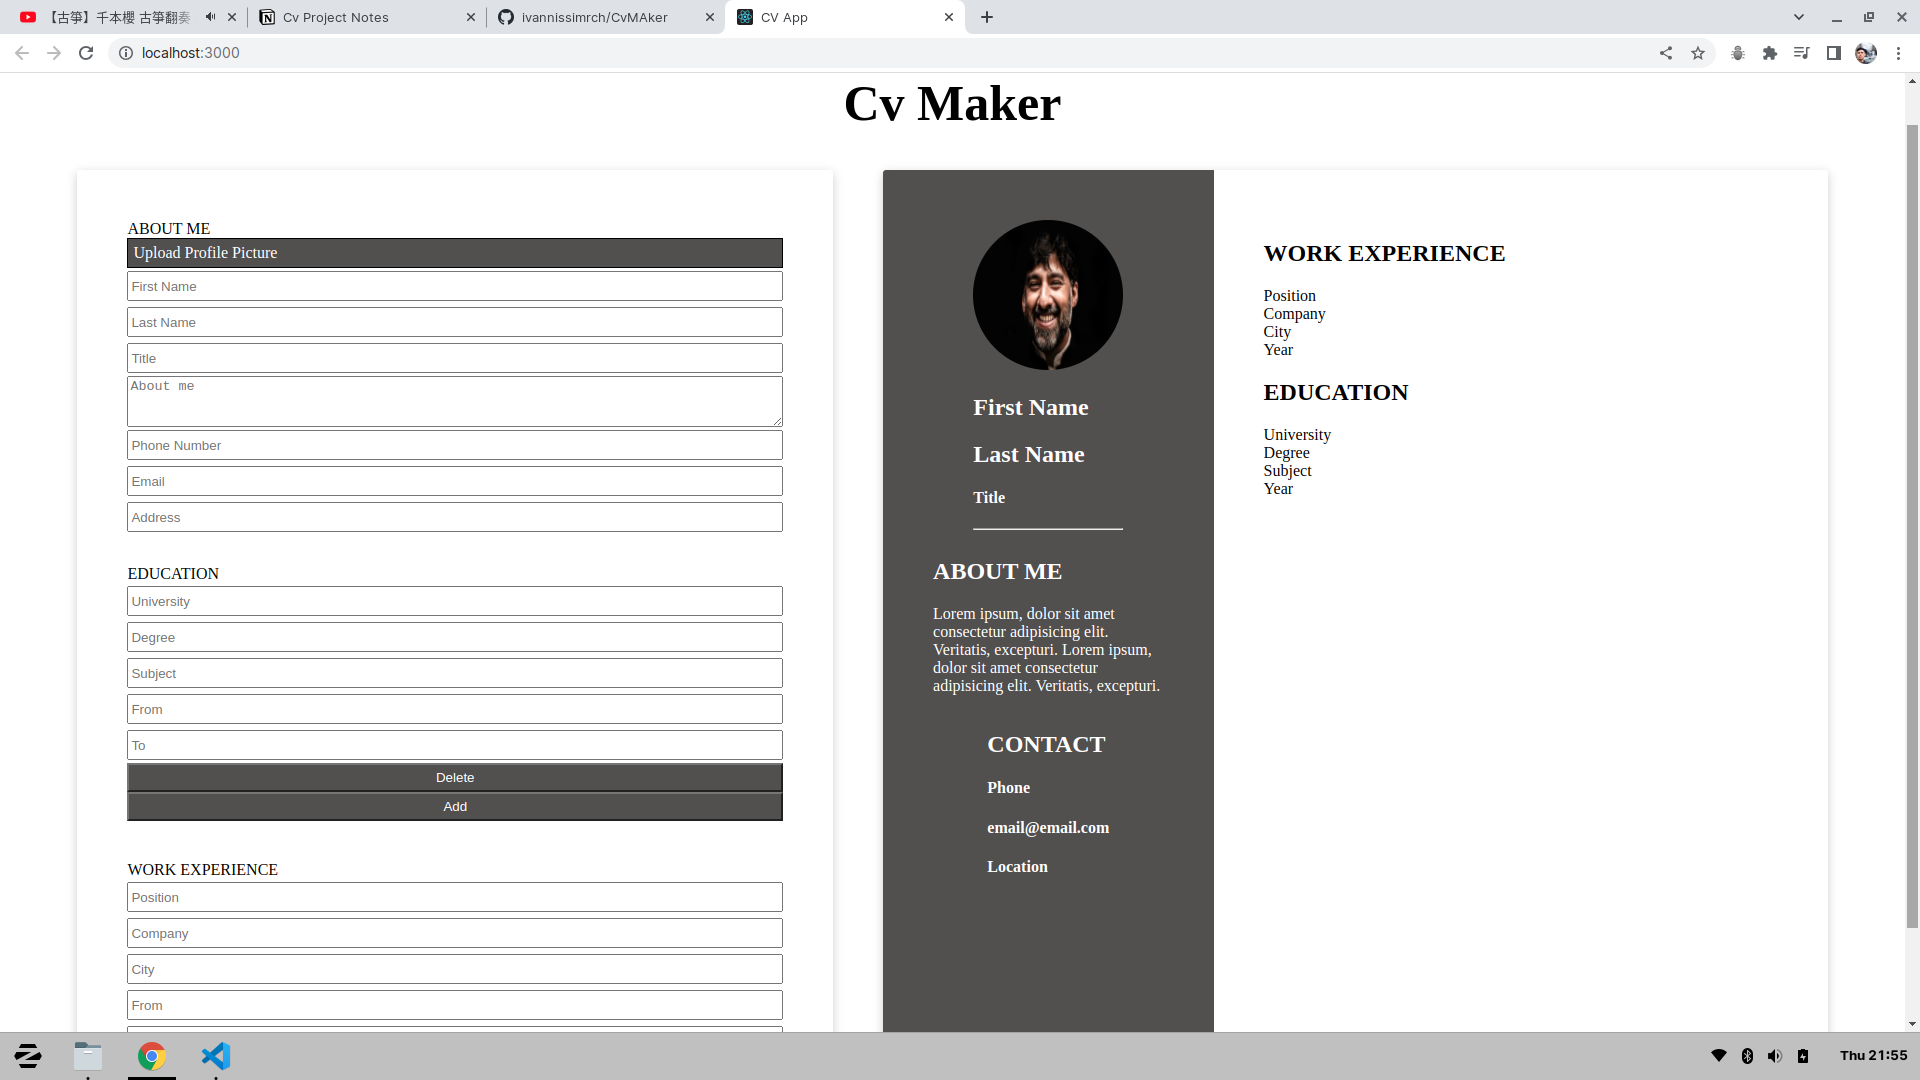 【古箏】千本櫻 古箏翻奏
Cv Project Notes
ivannissimrch/CvMAker
CV App
localhost:3000
Cv Maker
ABOUT ME
Upload Profile Picture
First Name
Last Name
Title
About me
Phone Number
Email
Address
EDUCATION
University
Degree
Subject
From
To
Delete
Add
WORK EXPERIENCE
Position
Company
City
From
First Name
Last Name
Title
ABOUT ME
Lorem ipsum, dolor sit amet
consectetur adipisicing elit.
Veritatis, excepturi. Lorem ipsum,
dolor sit amet consectetur
adipisicing elit. Veritatis, excepturi.
CONTACT
Phone
email@email.com
Location
WORK EXPERIENCE
Position
Company
City
Year
EDUCATION
University
Degree
Subject
Year
Thu 21:55